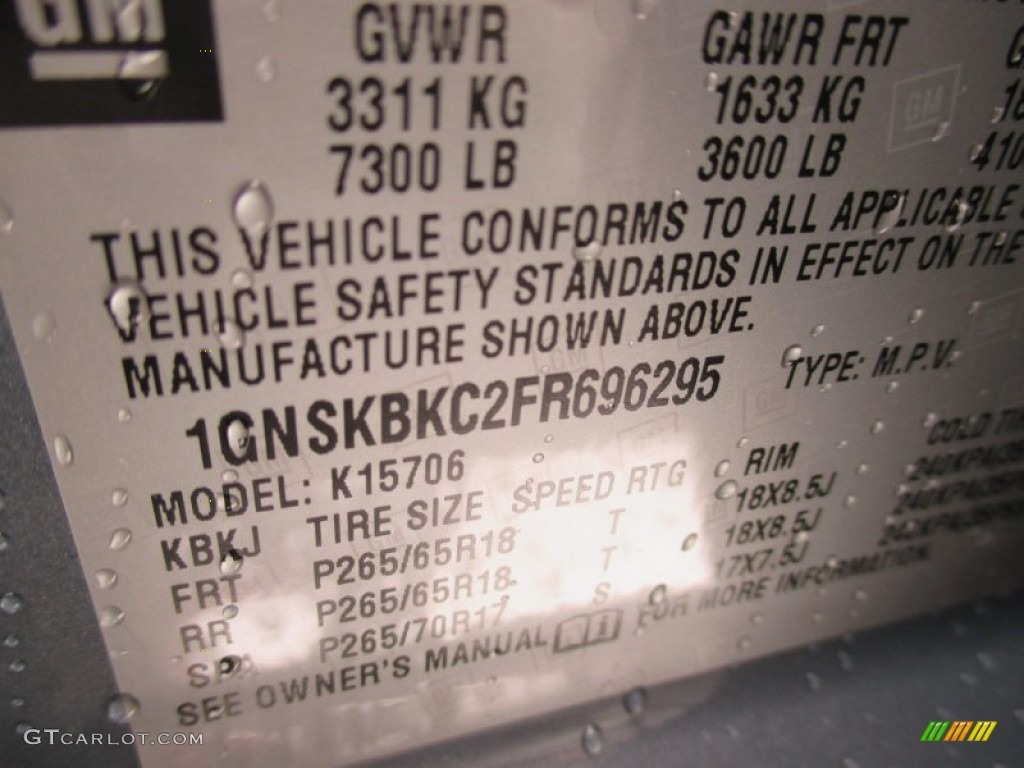 GM
GVWR GAWR FRT
3311 KG 1633 KG
7300 LB 3600 LB
THIS VEHICLE CONFORMS TO ALL APPLICABLE
VEHICLE SAFETY STANDARDS IN EFFECT ON THE
MANUFACTURE SHOWN ABOVE.
1GNSKBKC2FR696295 TYPE: M.P.V.
MODEL: K15706
KBKJ TIRE SIZE SPEED RTG RIM COLD
FRT P265/65R18 T 18X8.5J
RR P265/65R18 T 18X8.5J
SPA P265/70R17 S 17X7.5J
SEE OWNER'S MANUAL FOR MORE INFORMATION.
GTCARLOT.COM